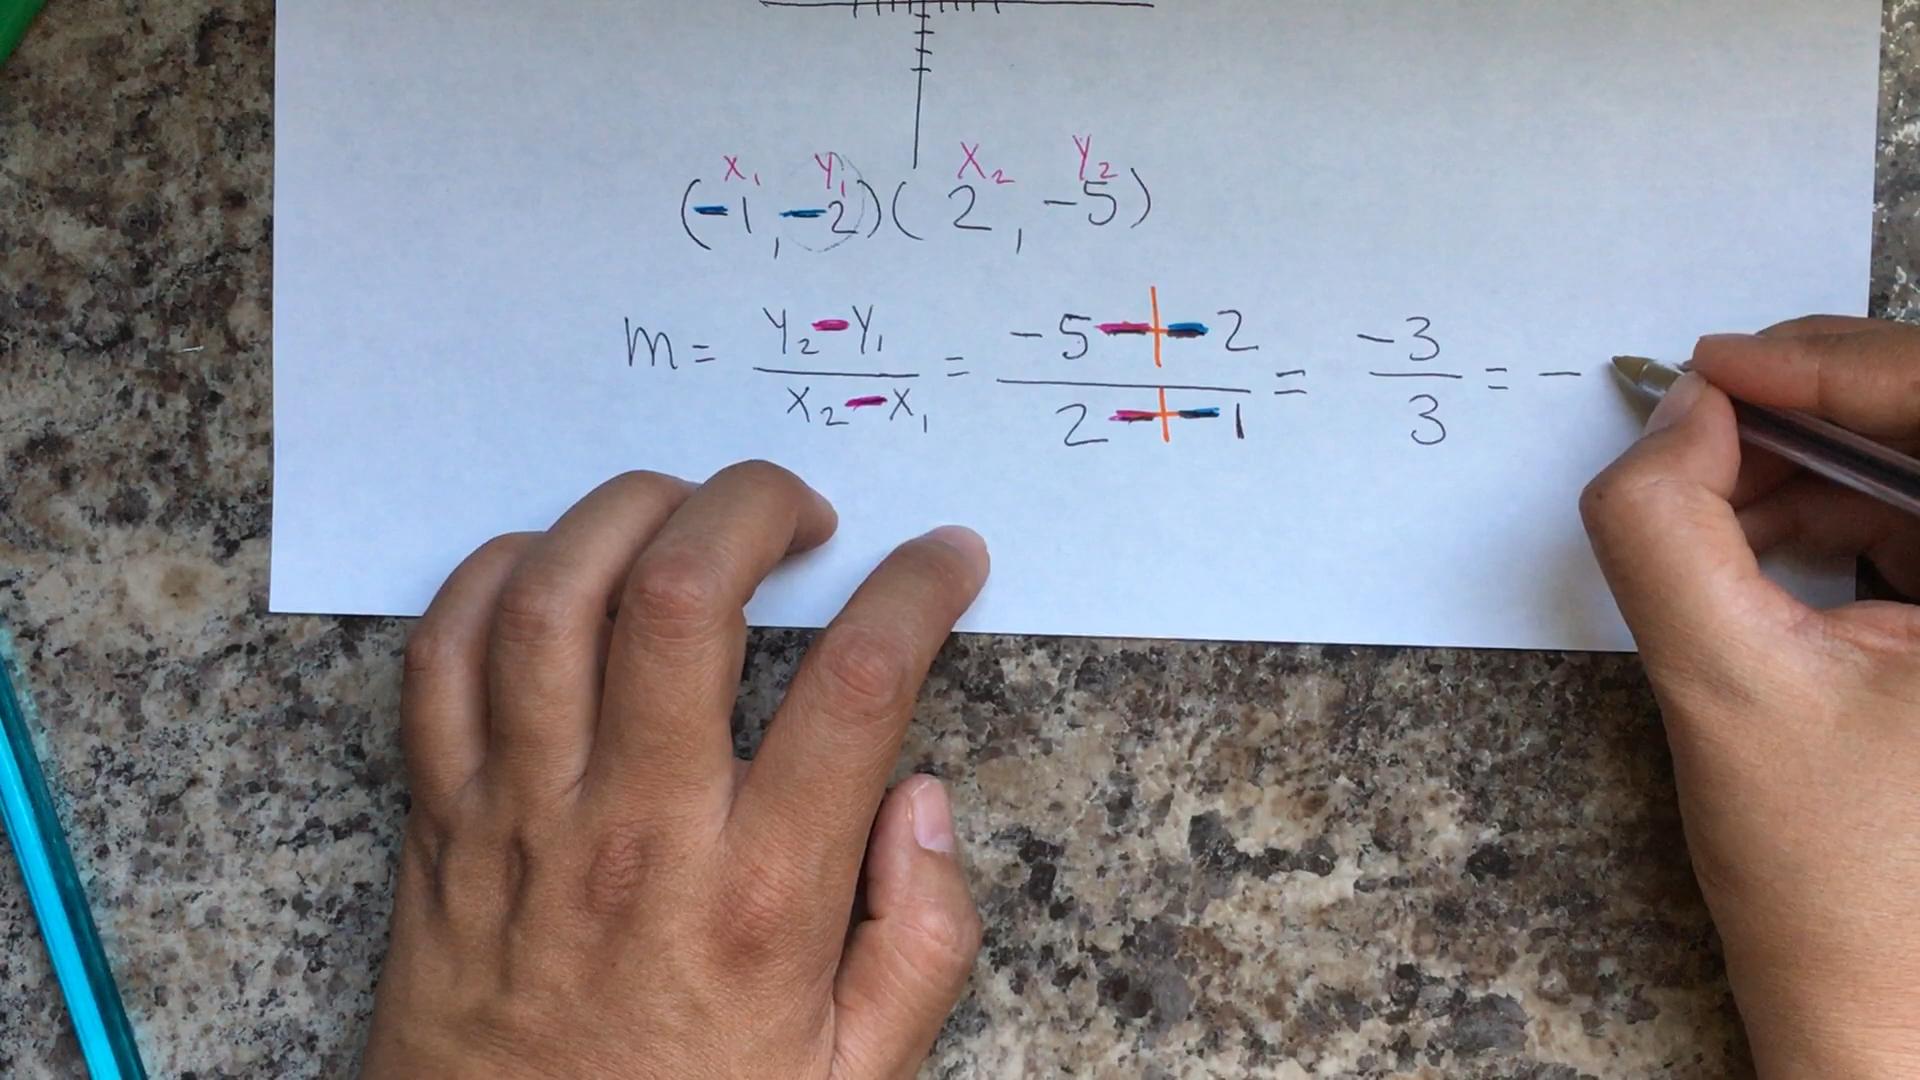 X₁ Y₁ X₂ Y₂
(-1, -2)(2, -5)
m = Y₂-Y₁ / X₂-X₁ = -5-+-2 / 2-+-1 = -3/3 = -